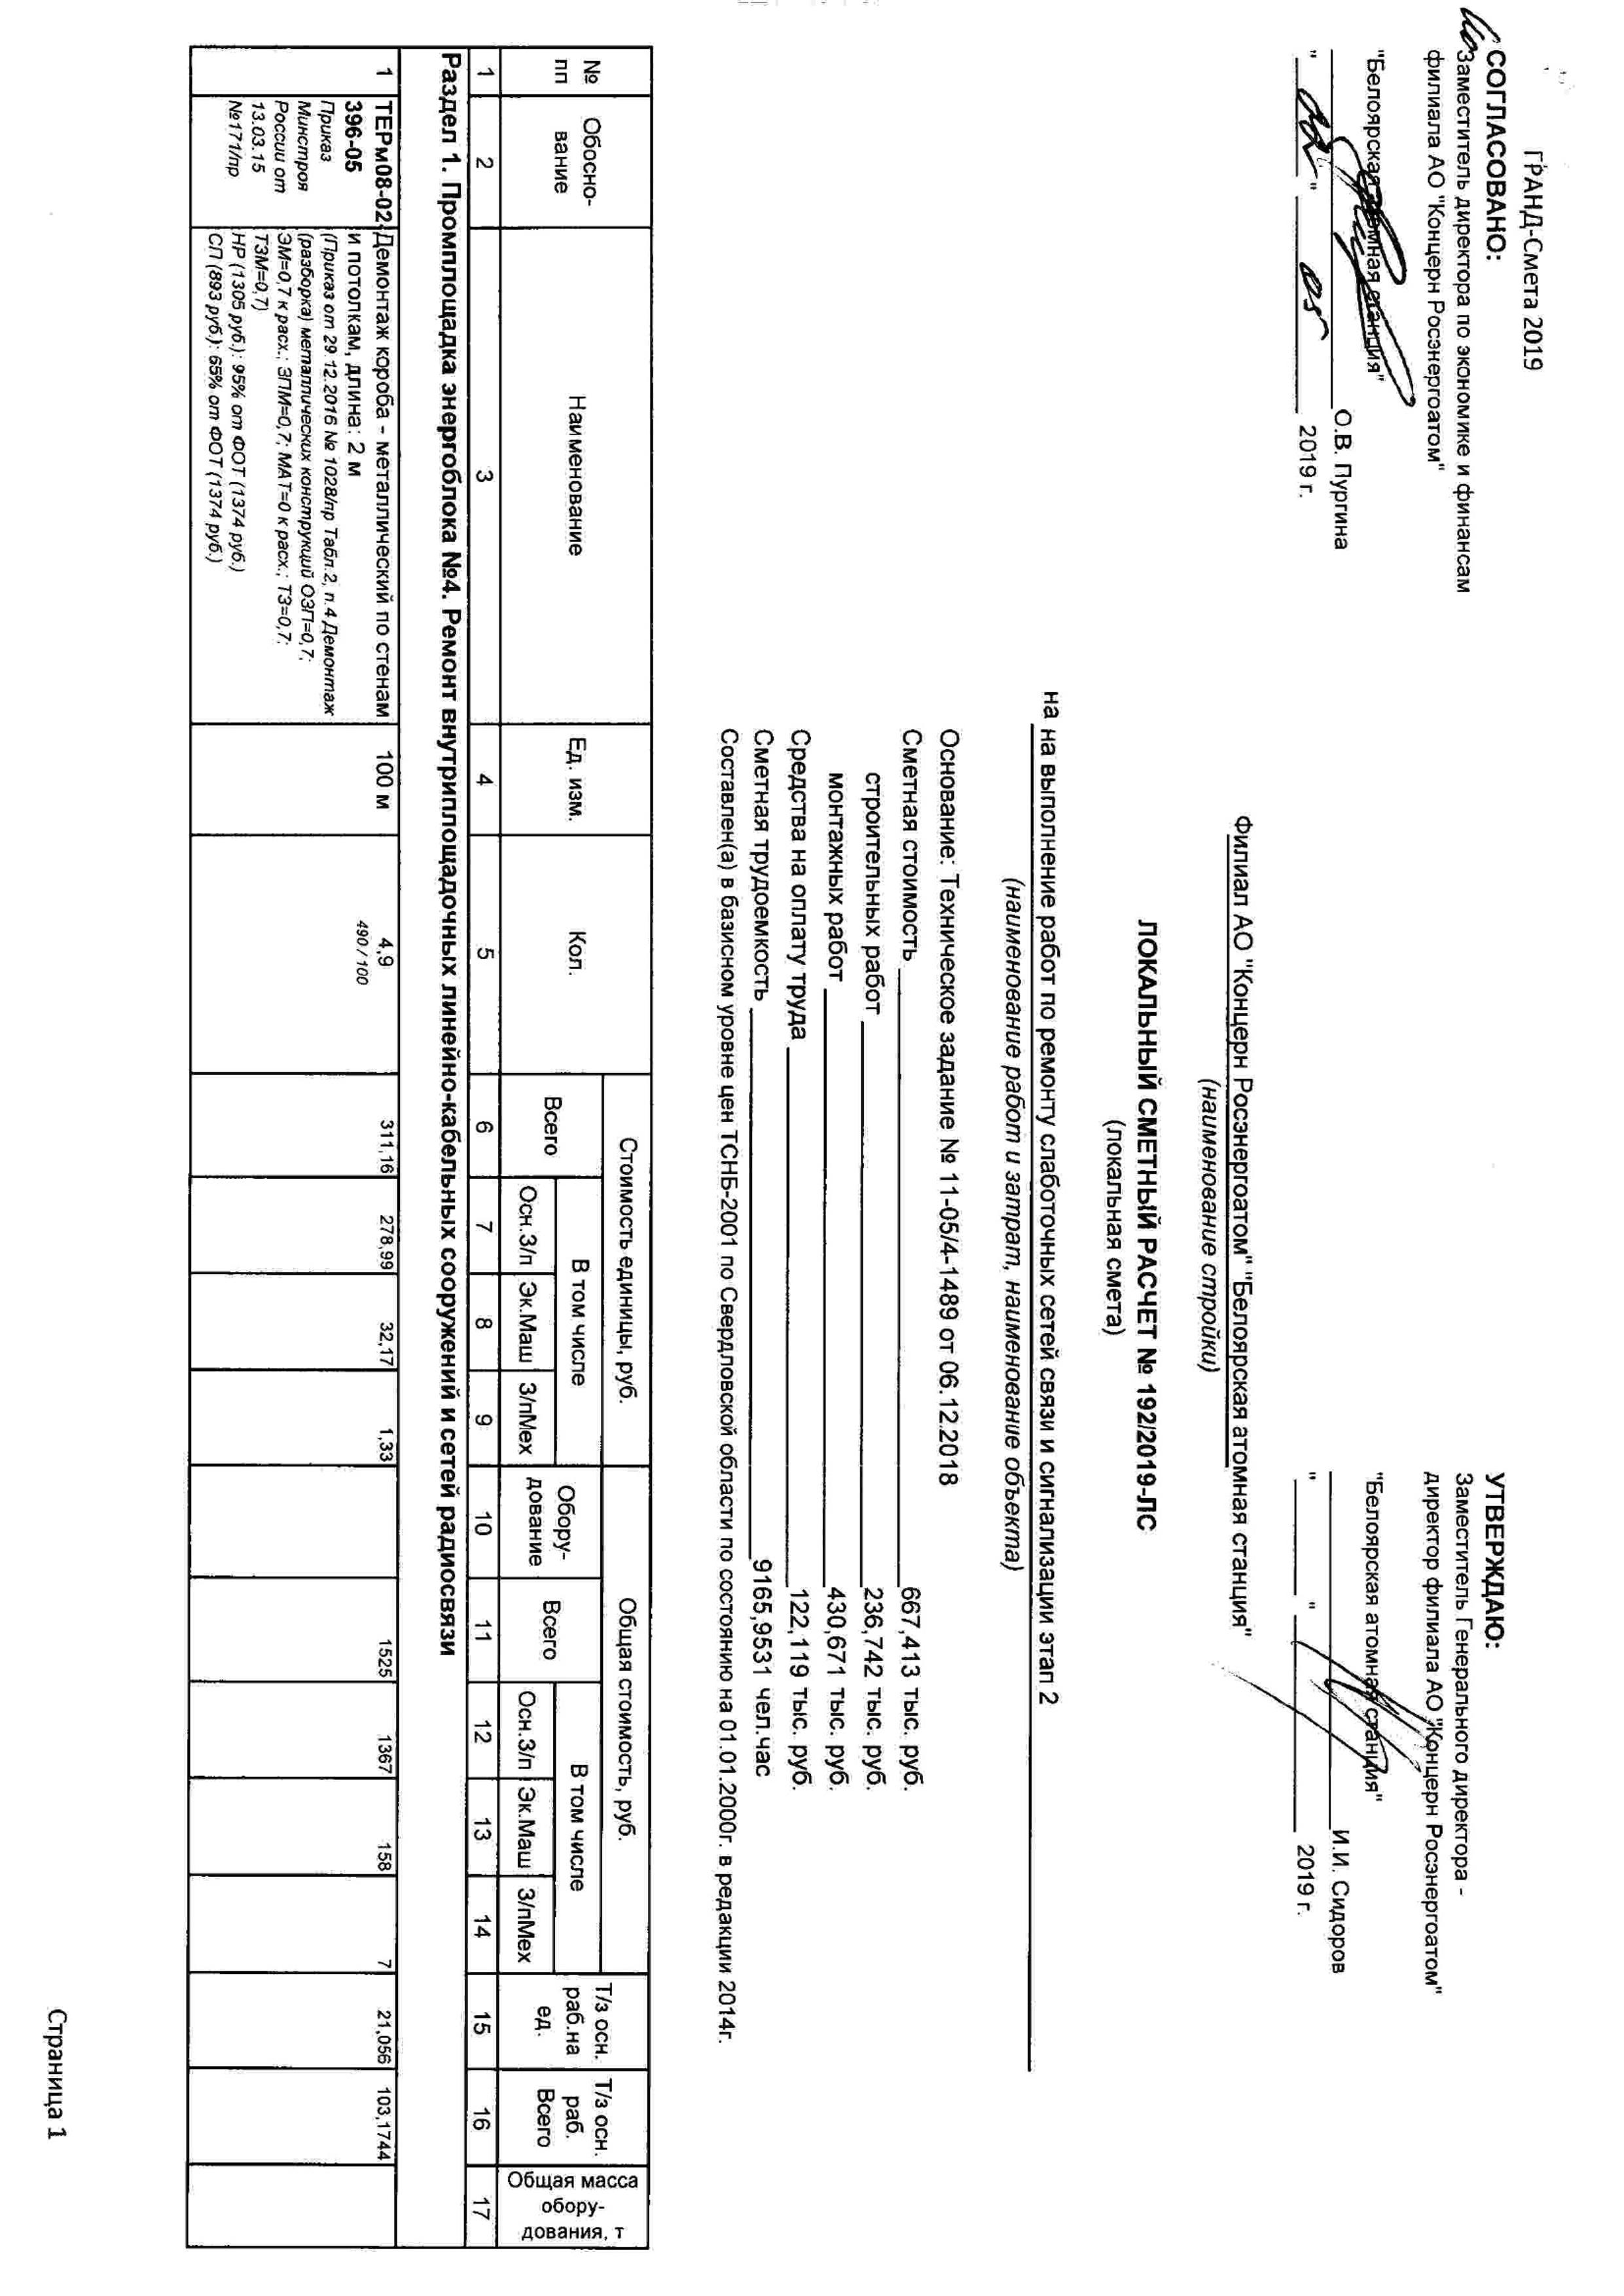 ГРАНД-Смета 2019
СОГЛАСОВАНО:
Заместитель директора по экономике и финансам
филиала АО "Концерн Росэнергоатом"
"Белоярская атомная станция"
О.В. Пургина
" " 05 2019 г.
УТВЕРЖДАЮ:
Заместитель Генерального директора -
директор филиала АО "Концерн Росэнергоатом"
"Белоярская атомная станция"
И.И. Сидоров
" " 2019 г.
Филиал АО "Концерн Росэнергоатом" "Белоярская атомная станция"
(наименование стройки)
ЛОКАЛЬНЫЙ СМЕТНЫЙ РАСЧЕТ № 192/2019-ЛС
(локальная смета)
на на выполнение работ по ремонту слаботочных сетей связи и сигнализации этап 2
(наименование работ и затрат, наименование объекта)
Основание: Техническое задание № 11-05/4-1489 от 06.12.2018
Сметная стоимость 667,413 тыс. руб.
строительных работ 236,742 тыс. руб.
монтажных работ 430,671 тыс. руб.
Средства на оплату труда 122,119 тыс. руб.
Сметная трудоемкость 9165,9531 чел.час
Составлен(а) в базисном уровне цен ТСНБ-2001 по Свердловской области по состоянию на 01.01.2000г. в редакции 2014г.
№ пп
Обосно-
вание
Наименование
Ед. изм.
Кол.
Стоимость единицы, руб.
Всего
В том числе
Осн.З/п Эк.Маш З/пМех
Общая стоимость, руб.
Обору-
дование
Всего
В том числе
Осн.З/п Эк.Маш З/пМех
Т/з осн.
раб.на
ед.
Т/з осн.
раб.
Всего
Общая масса
обору-
дования, т
1 2 3 4 5 6 7 8 9 10 11 12 13 14 15 16 17
Раздел 1. Промплощадка энергоблока №4. Ремонт внутриплощадочных линейно-кабельных сооружений и сетей радиосвязи
1
ТЕРм08-02-
396-05
Приказ
Минстроя
России от
13.03.15
№171/пр
Демонтаж короба - металлический по стенам
и потолкам, длина: 2 м
(Приказ от 29.12.2016 № 1028/пр Табл.2, п.4 Демонтаж
(разборка) металлических конструкций ОЗП=0,7;
ЭМ=0,7 к расх.; ЗПМ=0,7; МАТ=0 к расх.; ТЗ=0,7;
ТЗМ=0,7)
НР (1305 руб.): 95% от ФОТ (1374 руб.)
СП (893 руб.): 65% от ФОТ (1374 руб.)
100 м
4,9
490 / 100
311,16 278,99 32,17 1,33 1525 1367 158 7 21,056 103,1744
Страница 1